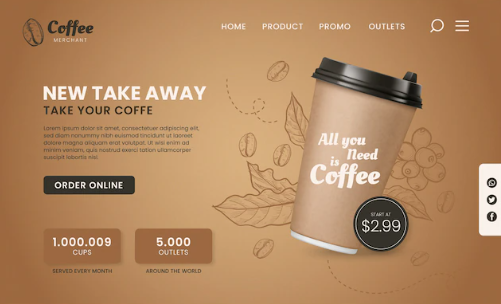 Coffee
MERCHANT
HOME PRODUCT PROMO OUTLETS
NEW TAKE AWAY
TAKE YOUR COFFE
Lorem ipsum dolor sit amet, consectetuer adipiscing elit,
sed diam nonummy nibh euismod tincidunt ut laoreet
dolore magna aliquam erat volutpat. Ut wisi enim ad
minim veniam, quis nostrud exerci tation ullamcorper
suscipit lobortis nisl
ORDER ONLINE
1.000.009
CUPS
SERVED EVERY MONTH
5.000
OUTLETS
AROUND THE WORLD
All you
Need
is
Coffee
START AT
$2.99